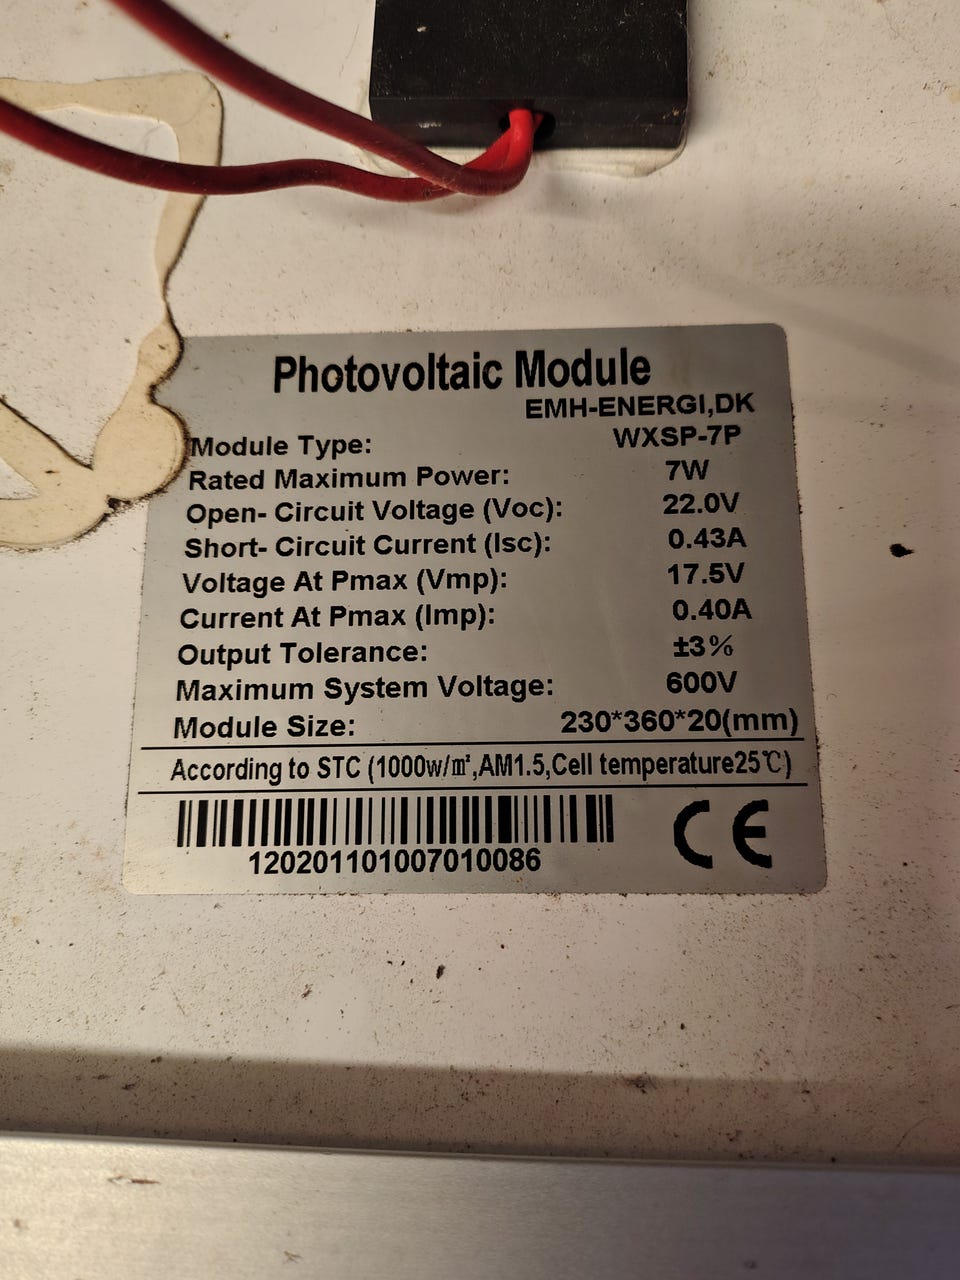 Photovoltaic Module
EMH-ENERGI,DK
Module Type: WXSP-7P
Rated Maximum Power: 7W
Open- Circuit Voltage (Voc): 22.0V
Short- Circuit Current (Isc): 0.43A
Voltage At Pmax (Vmp): 17.5V
Current At Pmax (Imp): 0.40A
Output Tolerance: ±3%
Maximum System Voltage: 600V
Module Size: 230*360*20(mm)
According to STC (1000w/㎡,AM1.5,Cell temperature25℃)
120201101007010086
CE